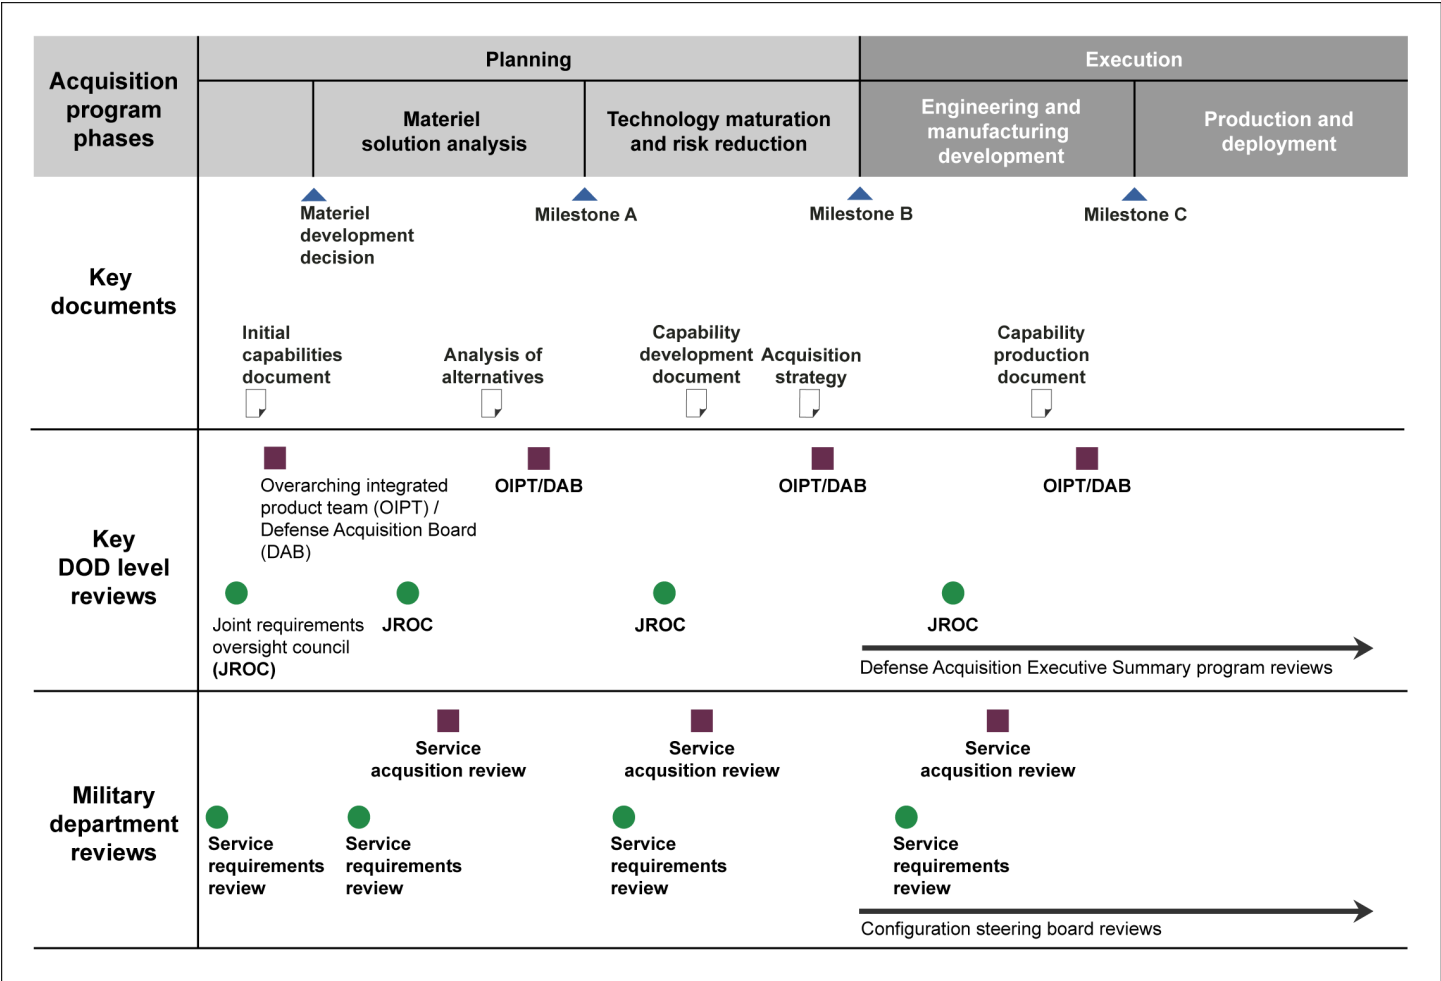 Acquisition
program
phases
Planning
Execution
Materiel
solution analysis
Technology maturation
and risk reduction
Engineering and
manufacturing
development
Production and
deployment
Key
documents
Materiel
development
decision
Milestone A
Milestone B
Milestone C
Initial
capabilities
document
Analysis of
alternatives
Capability
development
document
Acquisition
strategy
Capability
production
document
Key
DOD level
reviews
Overarching integrated
product team (OIPT) /
Defense Acquisition Board
(DAB)
OIPT/DAB
OIPT/DAB
OIPT/DAB
Joint requirements
oversight council
(JROC)
JROC
JROC
JROC
Defense Acquisition Executive Summary program reviews
Military
department
reviews
Service
acqusition review
Service
acqusition review
Service
acqusition review
Service
requirements
review
Service
requirements
review
Service
requirements
review
Service
requirements
review
Configuration steering board reviews